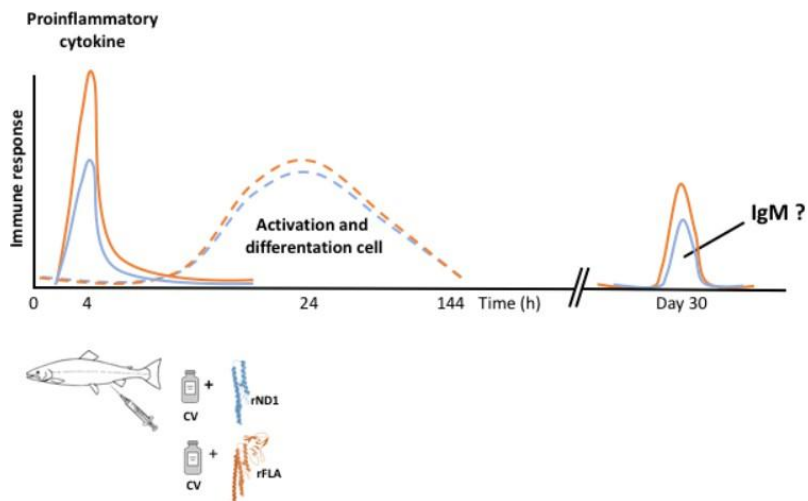 Proinflammatory
cytokine
Immune response
Activation and
differentation cell
IgM ?
0 4 24 144 Time (h) Day 30
CV + rND1
CV + rFLA